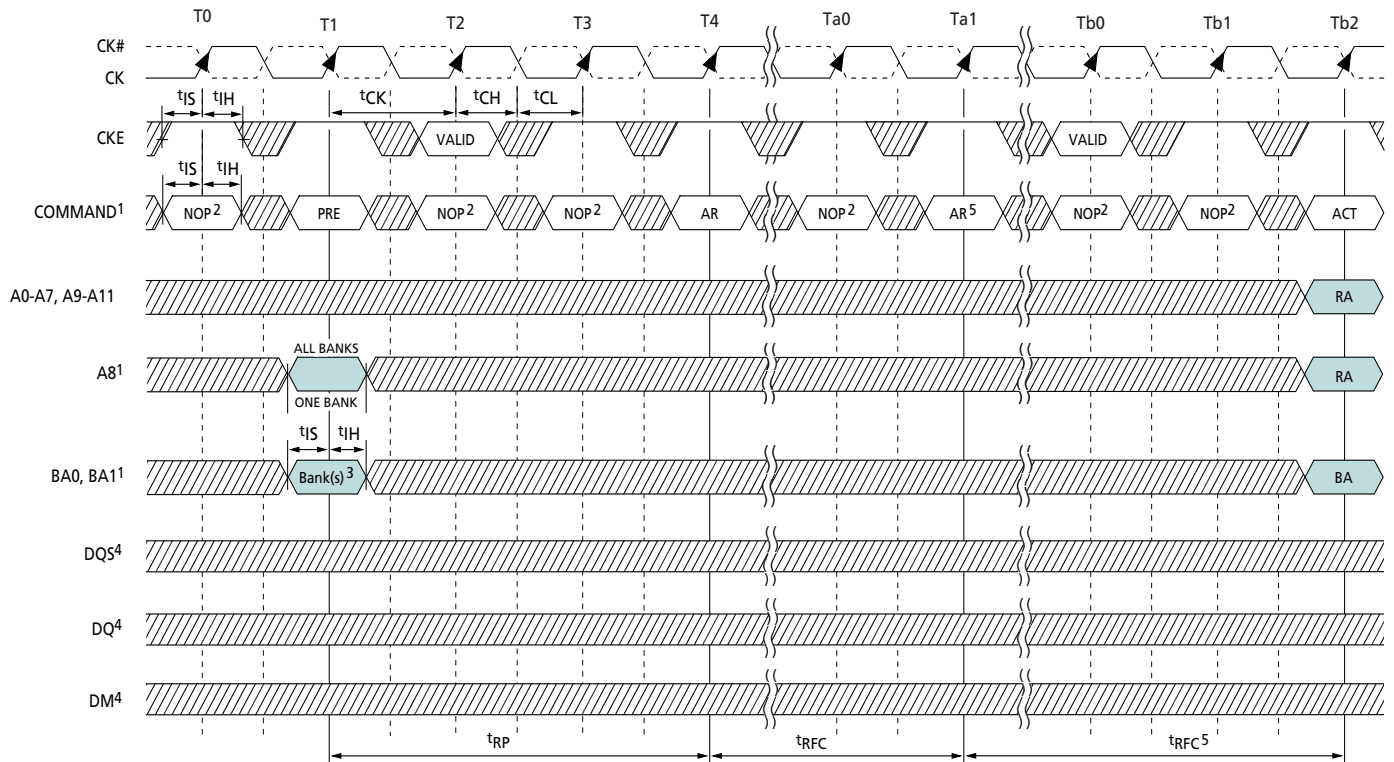 T0 T1 T2 T3 T4 Ta0 Ta1 Tb0 Tb1 Tb2
CK#
CK
tIS tIH tCK tCH tCL
CKE VALID VALID
tIS tIH
COMMAND1 NOP2 PRE NOP2 NOP2 AR NOP2 AR5 NOP2 NOP2 ACT
A0-A7, A9-A11 RA
ALL BANKS
A81 RA
ONE BANK
tIS tIH
BA0, BA11 Bank(s)3 BA
DQS4
DQ4
DM4
tRP tRFC tRFC5